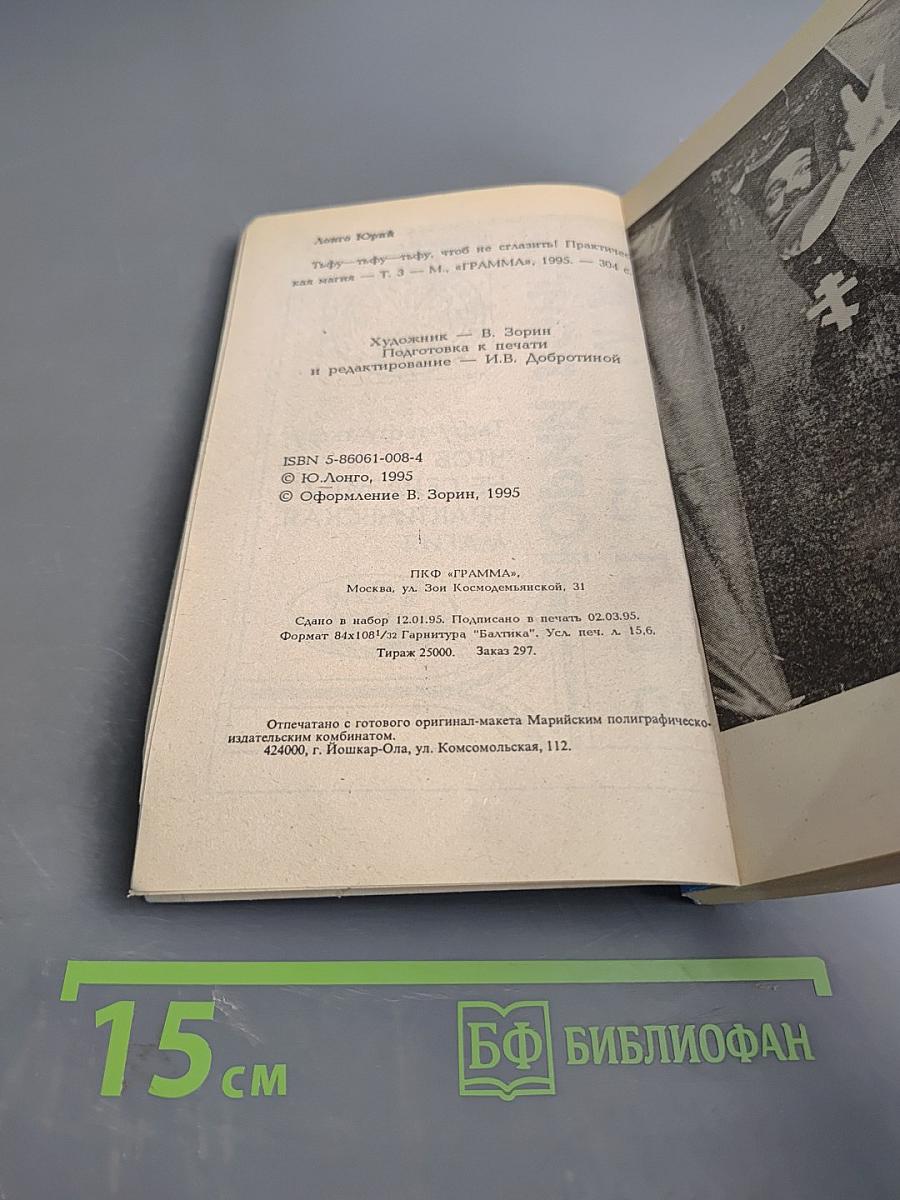 Лонго Юрий
Тьфу—тьфу—тьфу, чтоб не сглазить! Практичес
кая магия — Т. 3 — М., «ГРАММА», 1995. — 304 с.
Художник — В. Зорин
Подготовка к печати
и редактирование — И.В. Добротиной
ISBN 5-86061-008-4
© Ю.Лонго, 1995
© Оформление В. Зорин, 1995
ПКФ «ГРАММА»,
Москва, ул. Зои Космодемьянской, 31
Сдано в набор 12.01.95. Подписано в печать 02.03.95.
Формат 84х108¹/₃₂ Гарнитура "Балтика". Усл. печ. л. 15,6.
Тираж 25000. Заказ 297.
Отпечатано с готового оригинал-макета Марийским полиграфическо-
издательским комбинатом.
424000, г. Йошкар-Ола, ул. Комсомольская, 112.
15 см
БФ БИБЛИОФАН